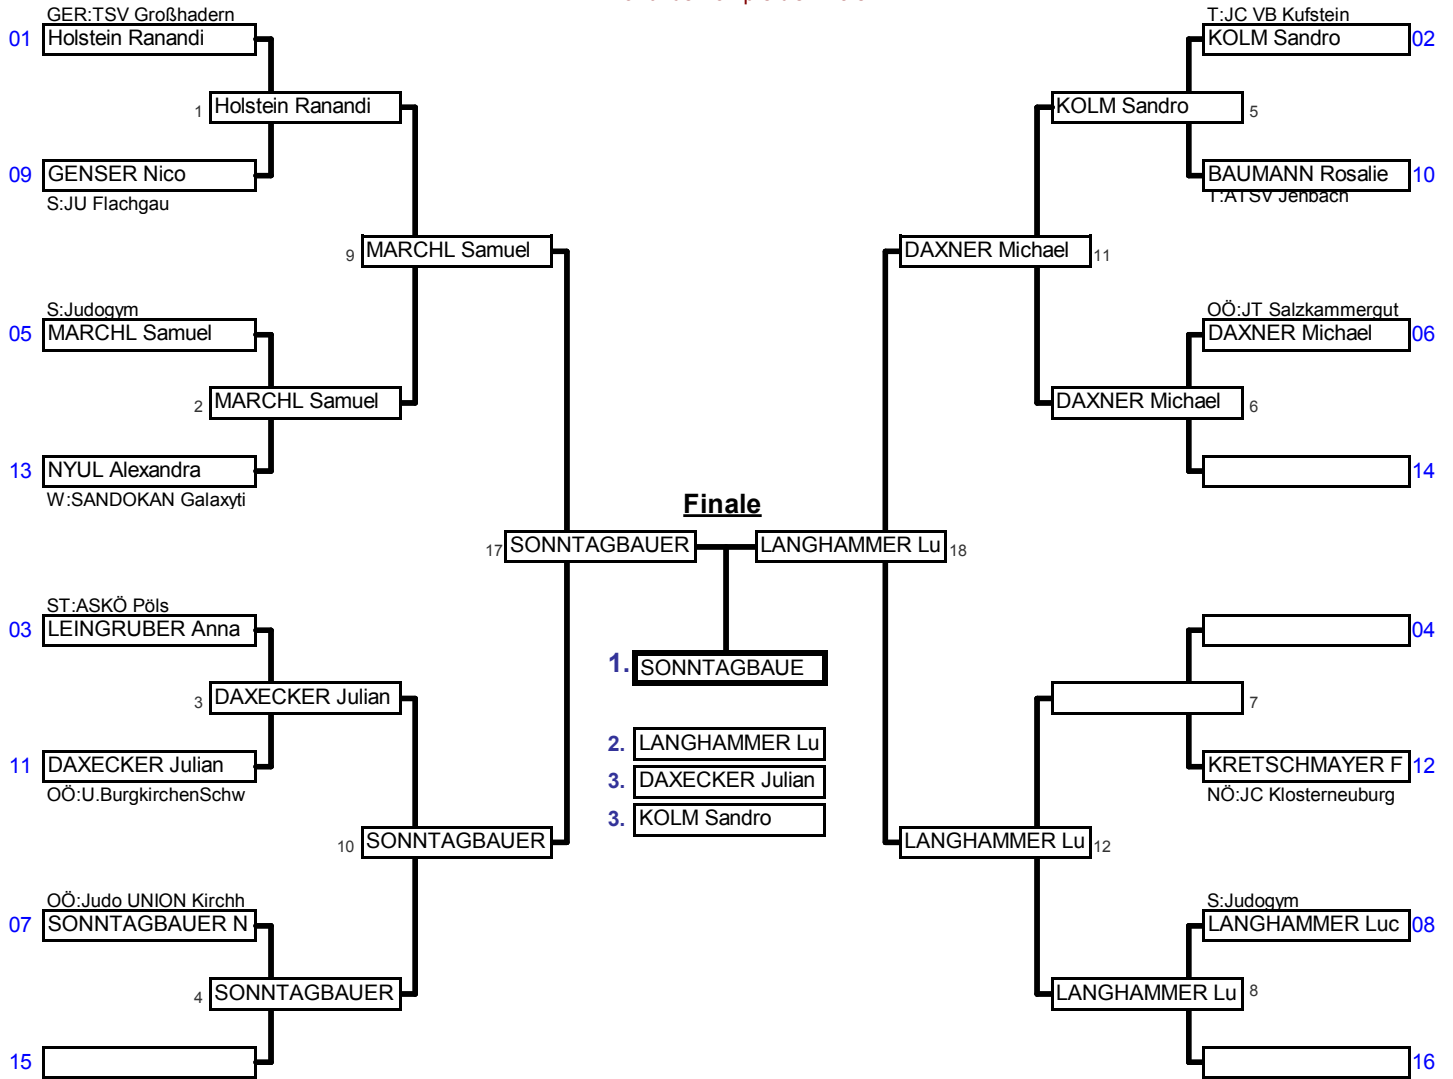 GER:TSV Großhadern
01 Holstein Ranandi
1 Holstein Ranandi
09 GENSER Nico
S:JU Flachgau
9 MARCHL Samuel
S:Judogym
05 MARCHL Samuel
2 MARCHL Samuel
13 NYUL Alexandra
W:SANDOKAN Galaxyti
17 SONNTAGBAUER
ST:ASKÖ Pöls
03 LEINGRUBER Anna
3 DAXECKER Julian
11 DAXECKER Julian
OÖ:U.BurgkirchenSchw
10 SONNTAGBAUER
OÖ:Judo UNION Kirchh
07 SONNTAGBAUER N
4 SONNTAGBAUER
15
Finale
1. SONNTAGBAUE
2. LANGHAMMER Lu
3. DAXECKER Julian
3. KOLM Sandro
T:JC VB Kufstein
KOLM Sandro 02
KOLM Sandro 5
BAUMANN Rosalie 10
T:ATSV Jenbach
DAXNER Michael 11
OÖ:JT Salzkammergut
DAXNER Michael 06
DAXNER Michael 6
14
LANGHAMMER Lu 18
04
7
KRETSCHMAYER F 12
NÖ:JC Klosterneuburg
LANGHAMMER Lu 12
S:Judogym
LANGHAMMER Luc 08
LANGHAMMER Lu 8
16